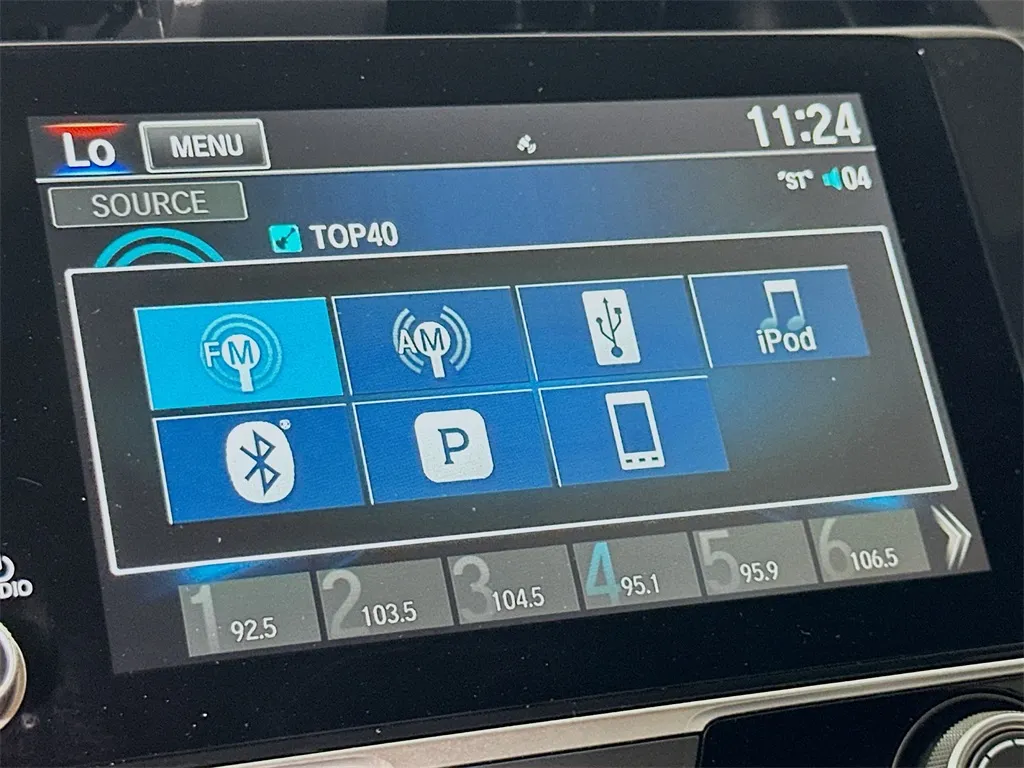 Lo MENU 11:24
SOURCE "ST" 04
TOP40
FM AM iPod
P
1 92.5 2 103.5 3 104.5 4 95.1 5 95.9 6 106.5